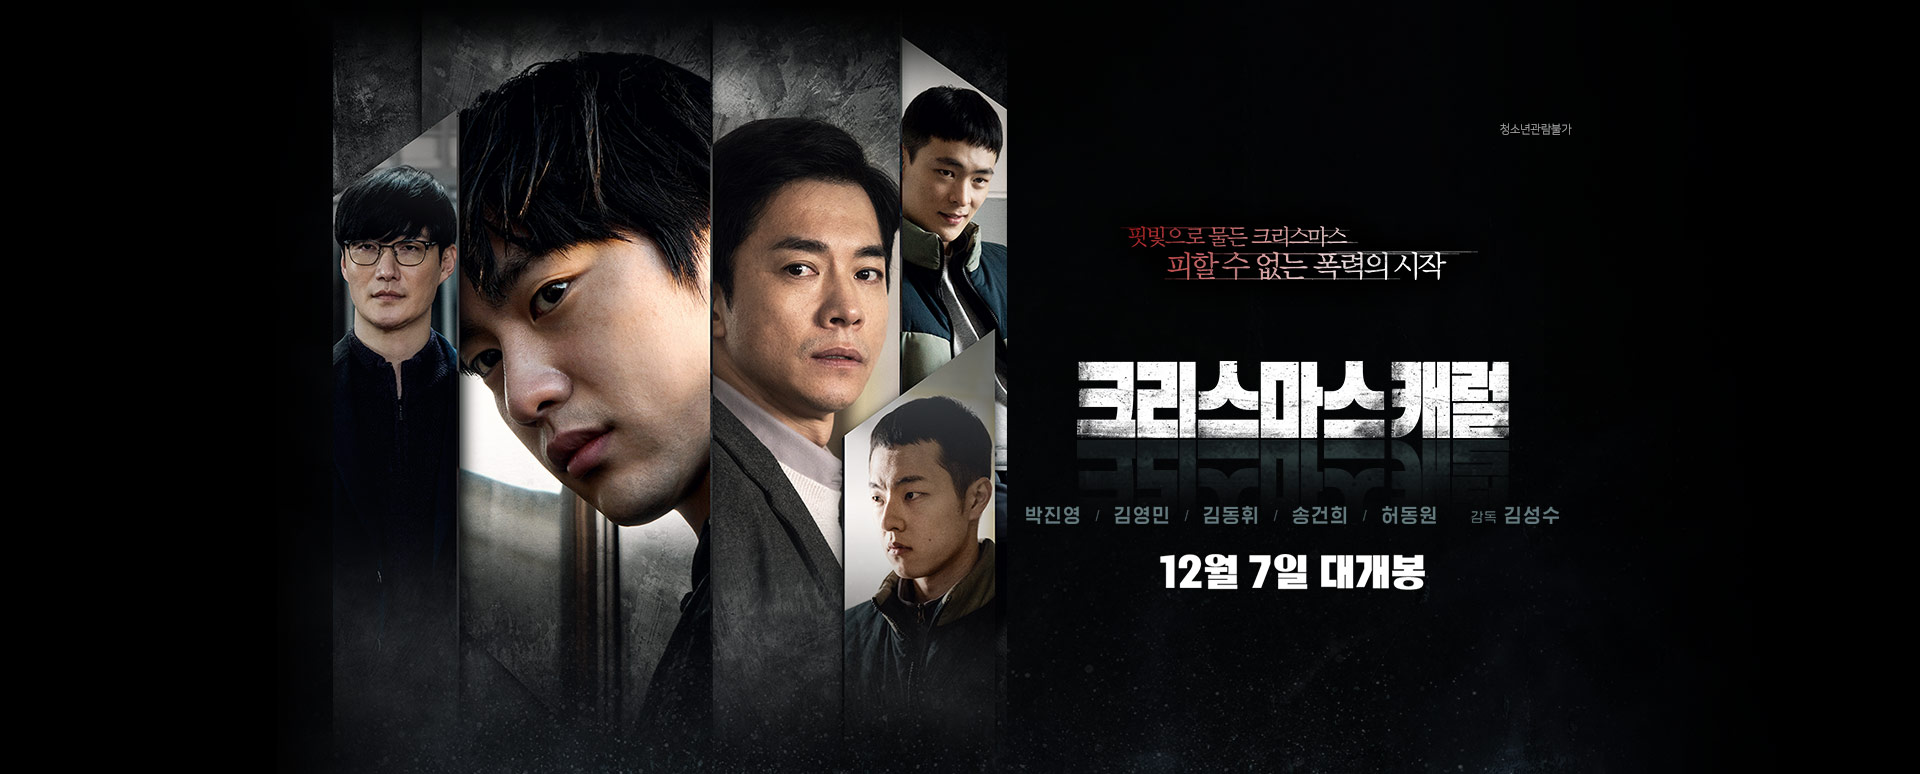 청소년관람불가
핏빛으로 물든 크리스마스
피할 수 없는 폭력의 시작
크리스마스 캐럴
박진영 / 김영민 / 김동휘 / 송건희 / 허동원 감독 김성수
12월 7일 대개봉